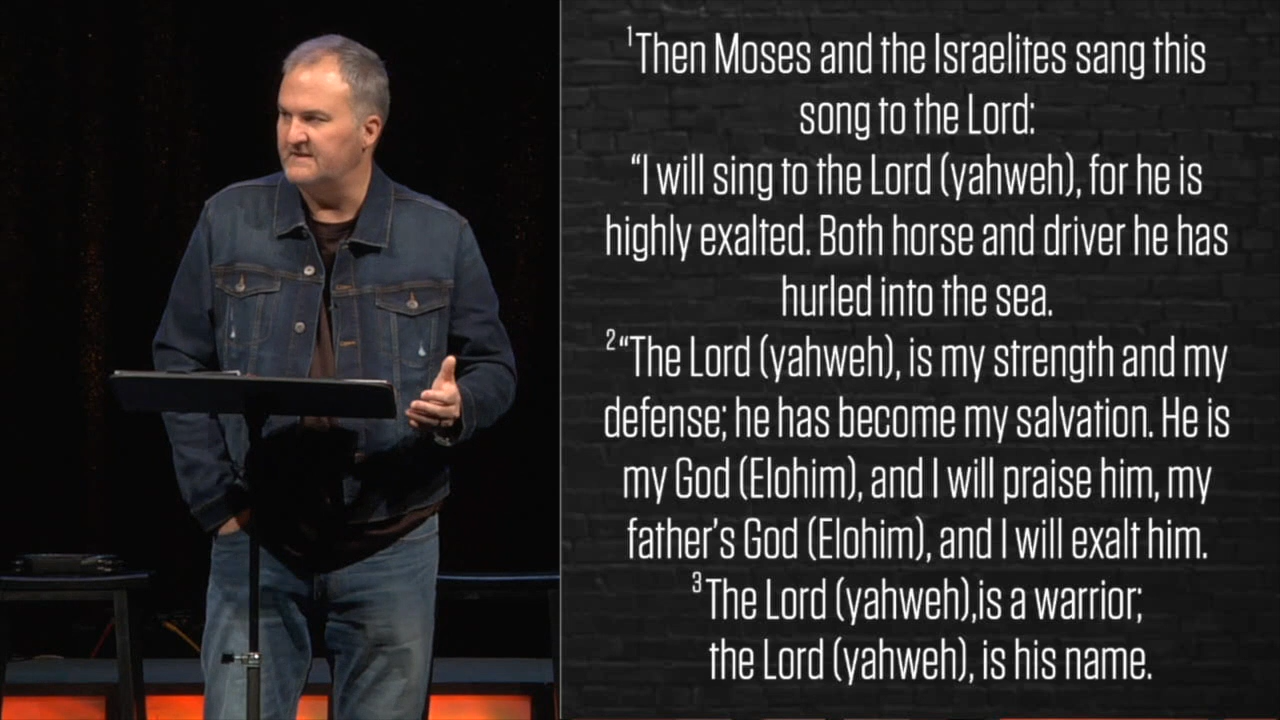 ¹Then Moses and the Israelites sang this
song to the Lord:
“I will sing to the Lord (yahweh), for he is
highly exalted. Both horse and driver he has
hurled into the sea.
²“The Lord (yahweh), is my strength and my
defense; he has become my salvation. He is
my God (Elohim), and I will praise him, my
father’s God (Elohim), and I will exalt him.
³The Lord (yahweh),is a warrior;
the Lord (yahweh), is his name.